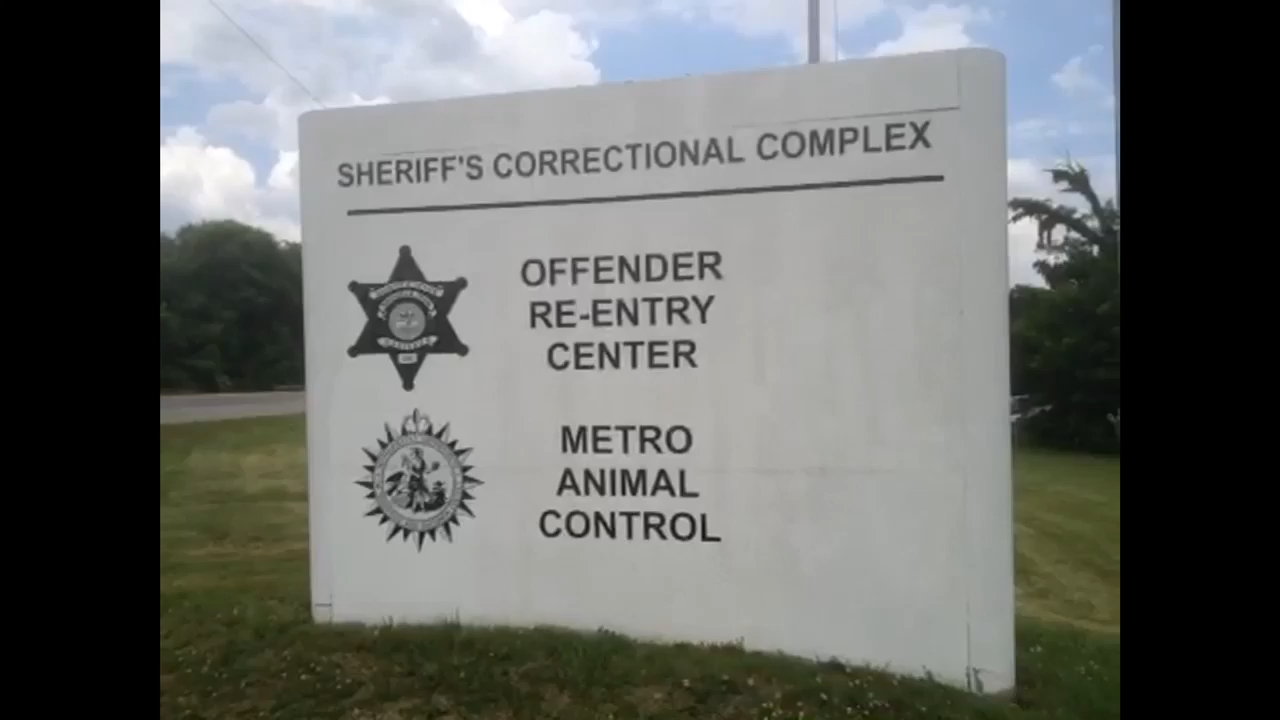 SHERIFF'S CORRECTIONAL COMPLEX
OFFENDER
RE-ENTRY
CENTER
METRO
ANIMAL
CONTROL